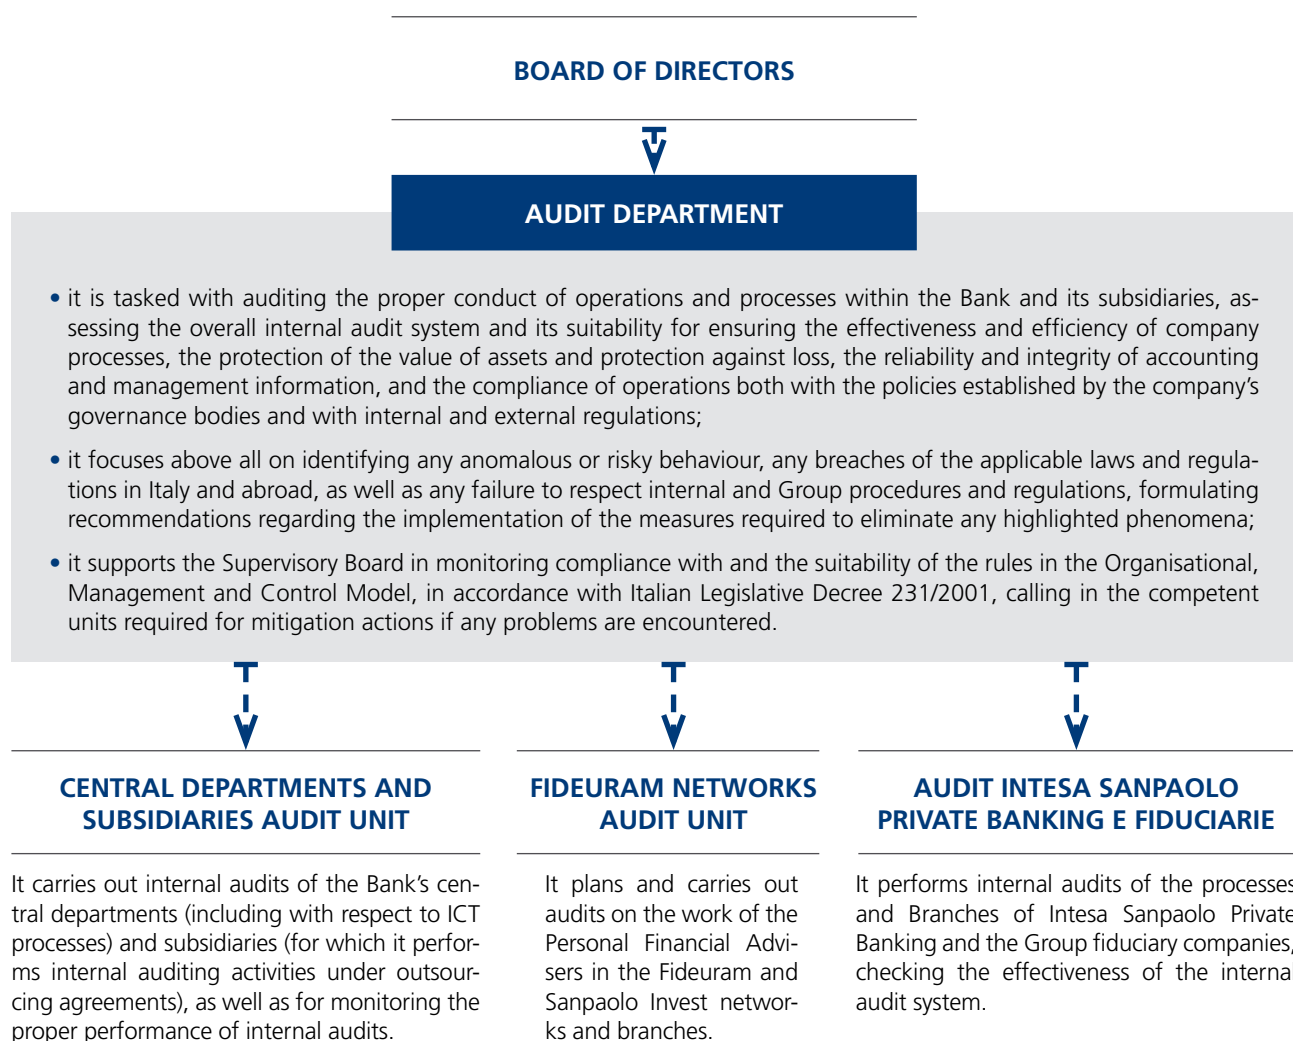 BOARD OF DIRECTORS
AUDIT DEPARTMENT
• it is tasked with auditing the proper conduct of operations and processes within the Bank and its subsidiaries, as-
sessing the overall internal audit system and its suitability for ensuring the effectiveness and efficiency of company
processes, the protection of the value of assets and protection against loss, the reliability and integrity of accounting
and management information, and the compliance of operations both with the policies established by the company’s
governance bodies and with internal and external regulations;
• it focuses above all on identifying any anomalous or risky behaviour, any breaches of the applicable laws and regula-
tions in Italy and abroad, as well as any failure to respect internal and Group procedures and regulations, formulating
recommendations regarding the implementation of the measures required to eliminate any highlighted phenomena;
• it supports the Supervisory Board in monitoring compliance with and the suitability of the rules in the Organisational,
Management and Control Model, in accordance with Italian Legislative Decree 231/2001, calling in the competent
units required for mitigation actions if any problems are encountered.
CENTRAL DEPARTMENTS AND
SUBSIDIARIES AUDIT UNIT
It carries out internal audits of the Bank’s cen-
tral departments (including with respect to ICT
processes) and subsidiaries (for which it perfor-
ms internal auditing activities under outsour-
cing agreements), as well as for monitoring the
proper performance of internal audits.
FIDEURAM NETWORKS
AUDIT UNIT
It plans and carries out
audits on the work of the
Personal Financial Advi-
sers in the Fideuram and
Sanpaolo Invest networ-
ks and branches.
AUDIT INTESA SANPAOLO
PRIVATE BANKING E FIDUCIARIE
It performs internal audits of the processes
and Branches of Intesa Sanpaolo Private
Banking and the Group fiduciary companies,
checking the effectiveness of the internal
audit system.